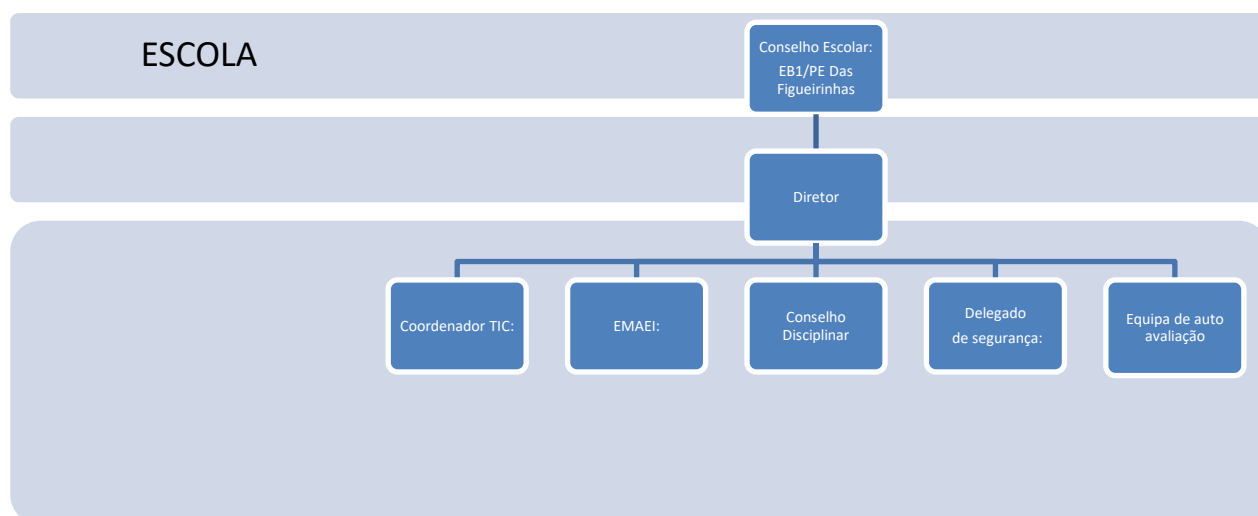 ESCOLA
Conselho Escolar:
EB1/PE Das
Figueirinhas
Diretor
Coordenador TIC:
EMAEI:
Conselho
Disciplinar
Delegado
de segurança:
Equipa de auto
avaliação